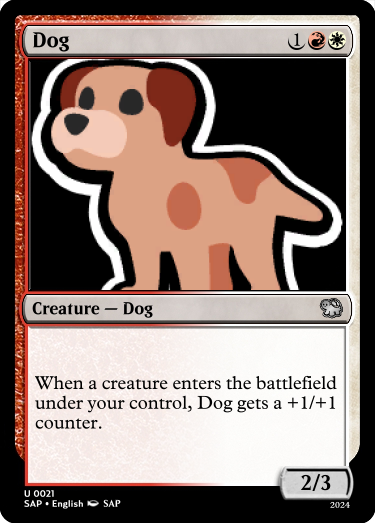 Dog 1
Creature — Dog
When a creature enters the battlefield
under your control, Dog gets a +1/+1
counter.
2/3
U 0021
SAP • English SAP
2024